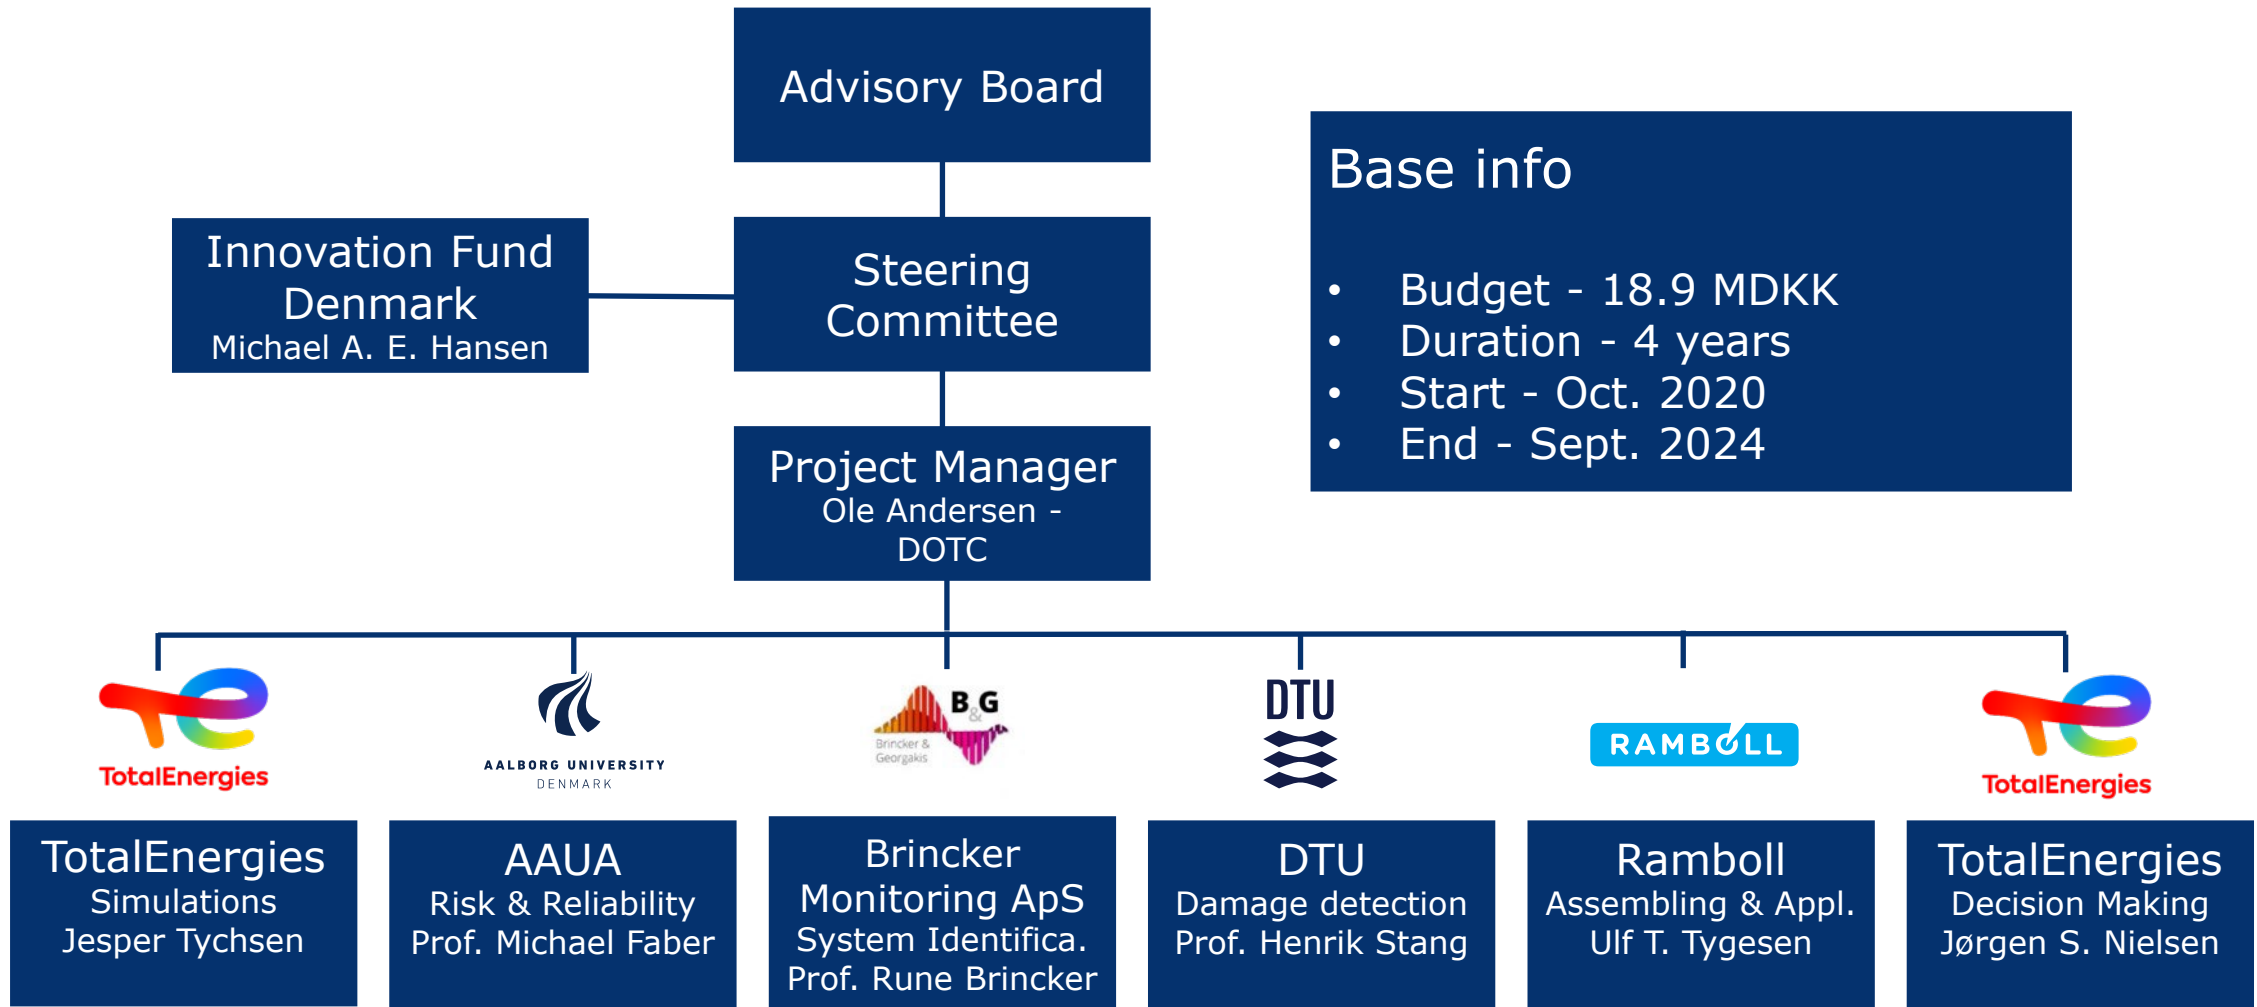 Advisory Board
Innovation Fund
Denmark
Michael A. E. Hansen
Steering
Committee
Base info
• Budget - 18.9 MDKK
• Duration - 4 years
• Start - Oct. 2020
• End - Sept. 2024
Project Manager
Ole Andersen -
DOTC
TotalEnergies
AALBORG UNIVERSITY
DENMARK
B&G
Brincker &
Georgakis
DTU
RAMBOLL
TotalEnergies
TotalEnergies
Simulations
Jesper Tychsen
AAUA
Risk & Reliability
Prof. Michael Faber
Brincker
Monitoring ApS
System Identifica.
Prof. Rune Brincker
DTU
Damage detection
Prof. Henrik Stang
Ramboll
Assembling & Appl.
Ulf T. Tygesen
TotalEnergies
Decision Making
Jørgen S. Nielsen